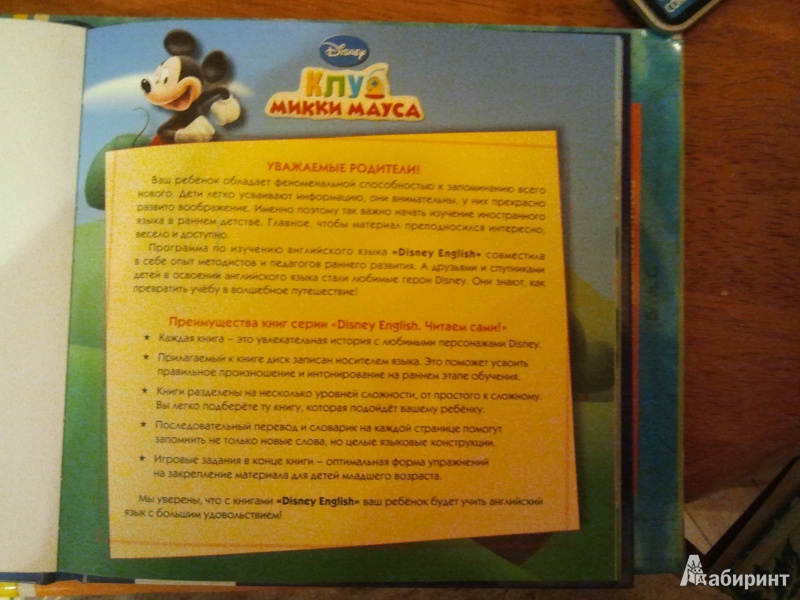 Disney
КЛУБ
МИККИ МАУСА
УВАЖАЕМЫЕ РОДИТЕЛИ!
Ваш ребёнок обладает феноменальной способностью к запоминанию всего
нового. Дети легко усваивают информацию, они внимательны, у них прекрасно
развито воображение. Именно поэтому так важно начать изучение иностранного
языка в раннем детстве. Главное, чтобы материал преподносился интересно,
весело и доступно.
Программа по изучению английского языка «Disney English» совместила
в себе опыт методистов и педагогов раннего развития. А друзьями и спутниками
детей в освоении английского языка стали любимые герои Disney. Они знают, как
превратить учёбу в волшебное путешествие!
Преимущества книг серии «Disney English. Читаем сами!»
★ Каждая книга – это увлекательная история с любимыми персонажами Disney.
★ Прилагаемый к книге диск записан носителем языка. Это поможет усвоить
правильное произношение и интонирование на раннем этапе обучения.
★ Книги разделены на несколько уровней сложности, от простого к сложному.
Вы легко подберёте ту книгу, которая подойдёт вашему ребёнку.
★ Последовательный перевод и словарик на каждой странице помогут
запомнить не только новые слова, но целые языковые конструкции.
★ Игровые задания в конце книги – оптимальная форма упражнений
на закрепление материала для детей младшего возраста.
Мы уверены, что с книгами «Disney English» ваш ребёнок будет учить английский
язык с большим удовольствием!
Лабиринт